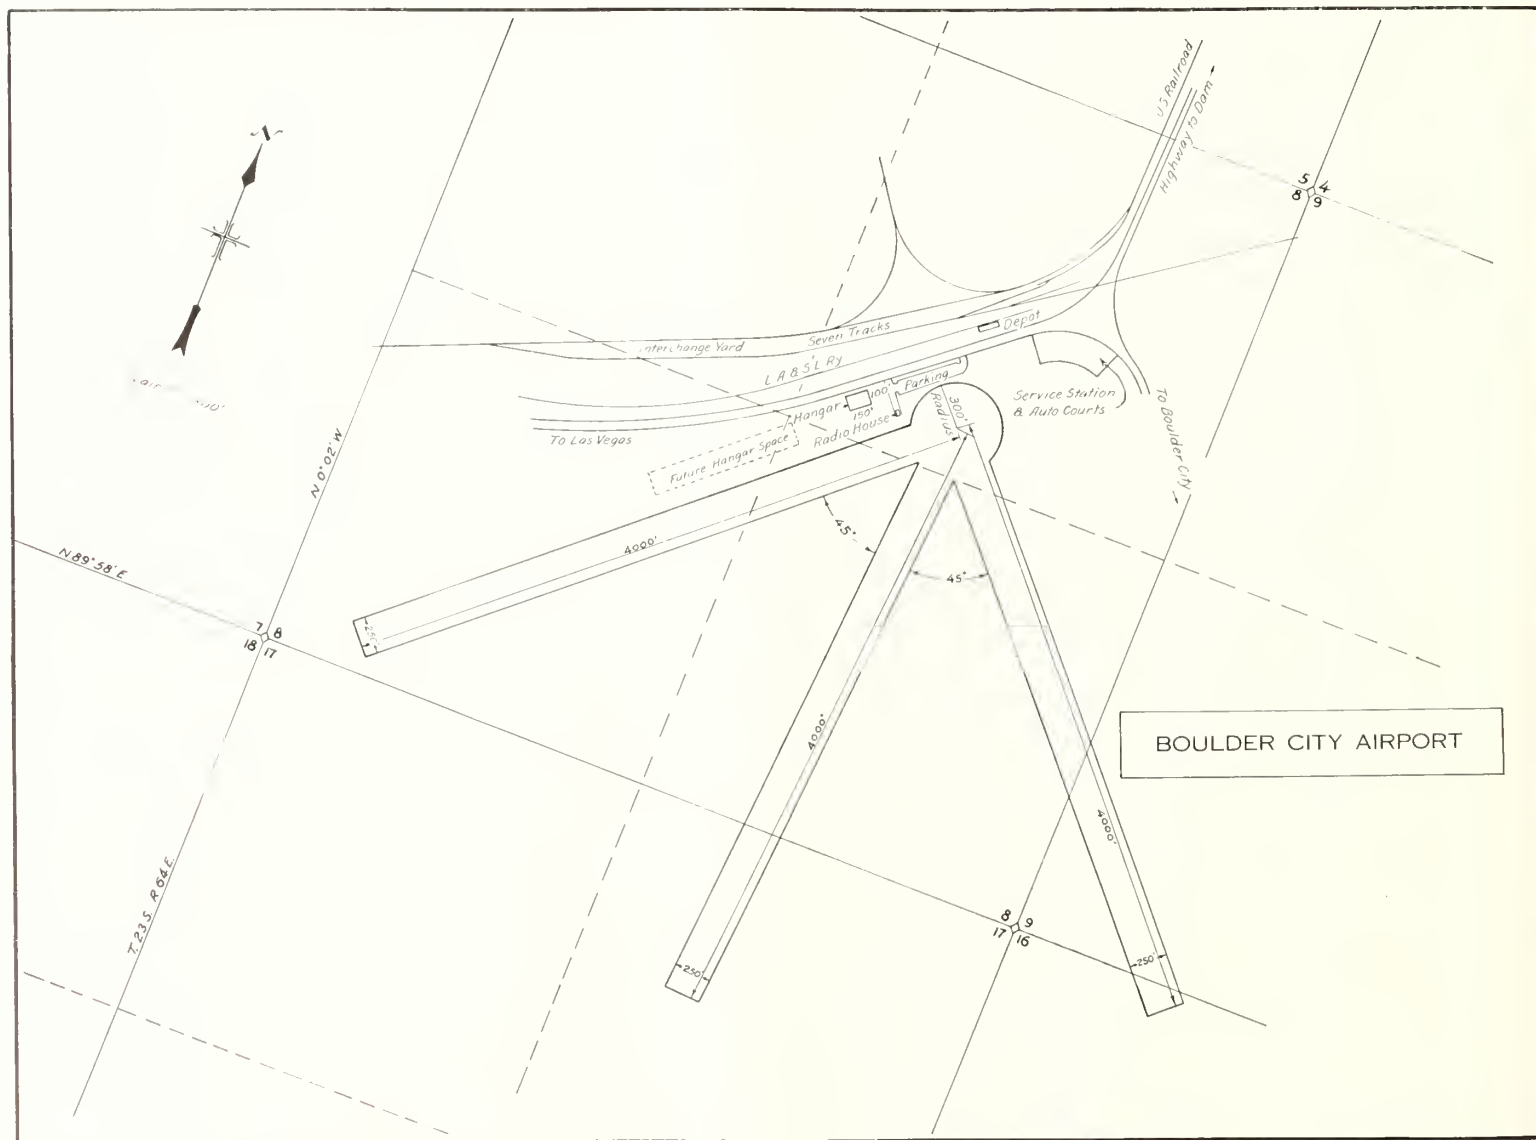 N
U S Railroad
Highway to Dam
5 4
8 9
Interchange Yard
Seven Tracks
Depot
L A & S L Ry
Parking
Service Station
& Auto Courts
To Boulder City
Hangar
100'
150'
Radio House
300'
Radius
To Las Vegas
Future Hangar Space
N 0° 02' W
45°
4000'
N 89° 58' E
45°
250'
7 8
18 17
4000'
BOULDER CITY AIRPORT
4000'
T. 23 S. R 64 E.
8 9
17 16
250'
250'